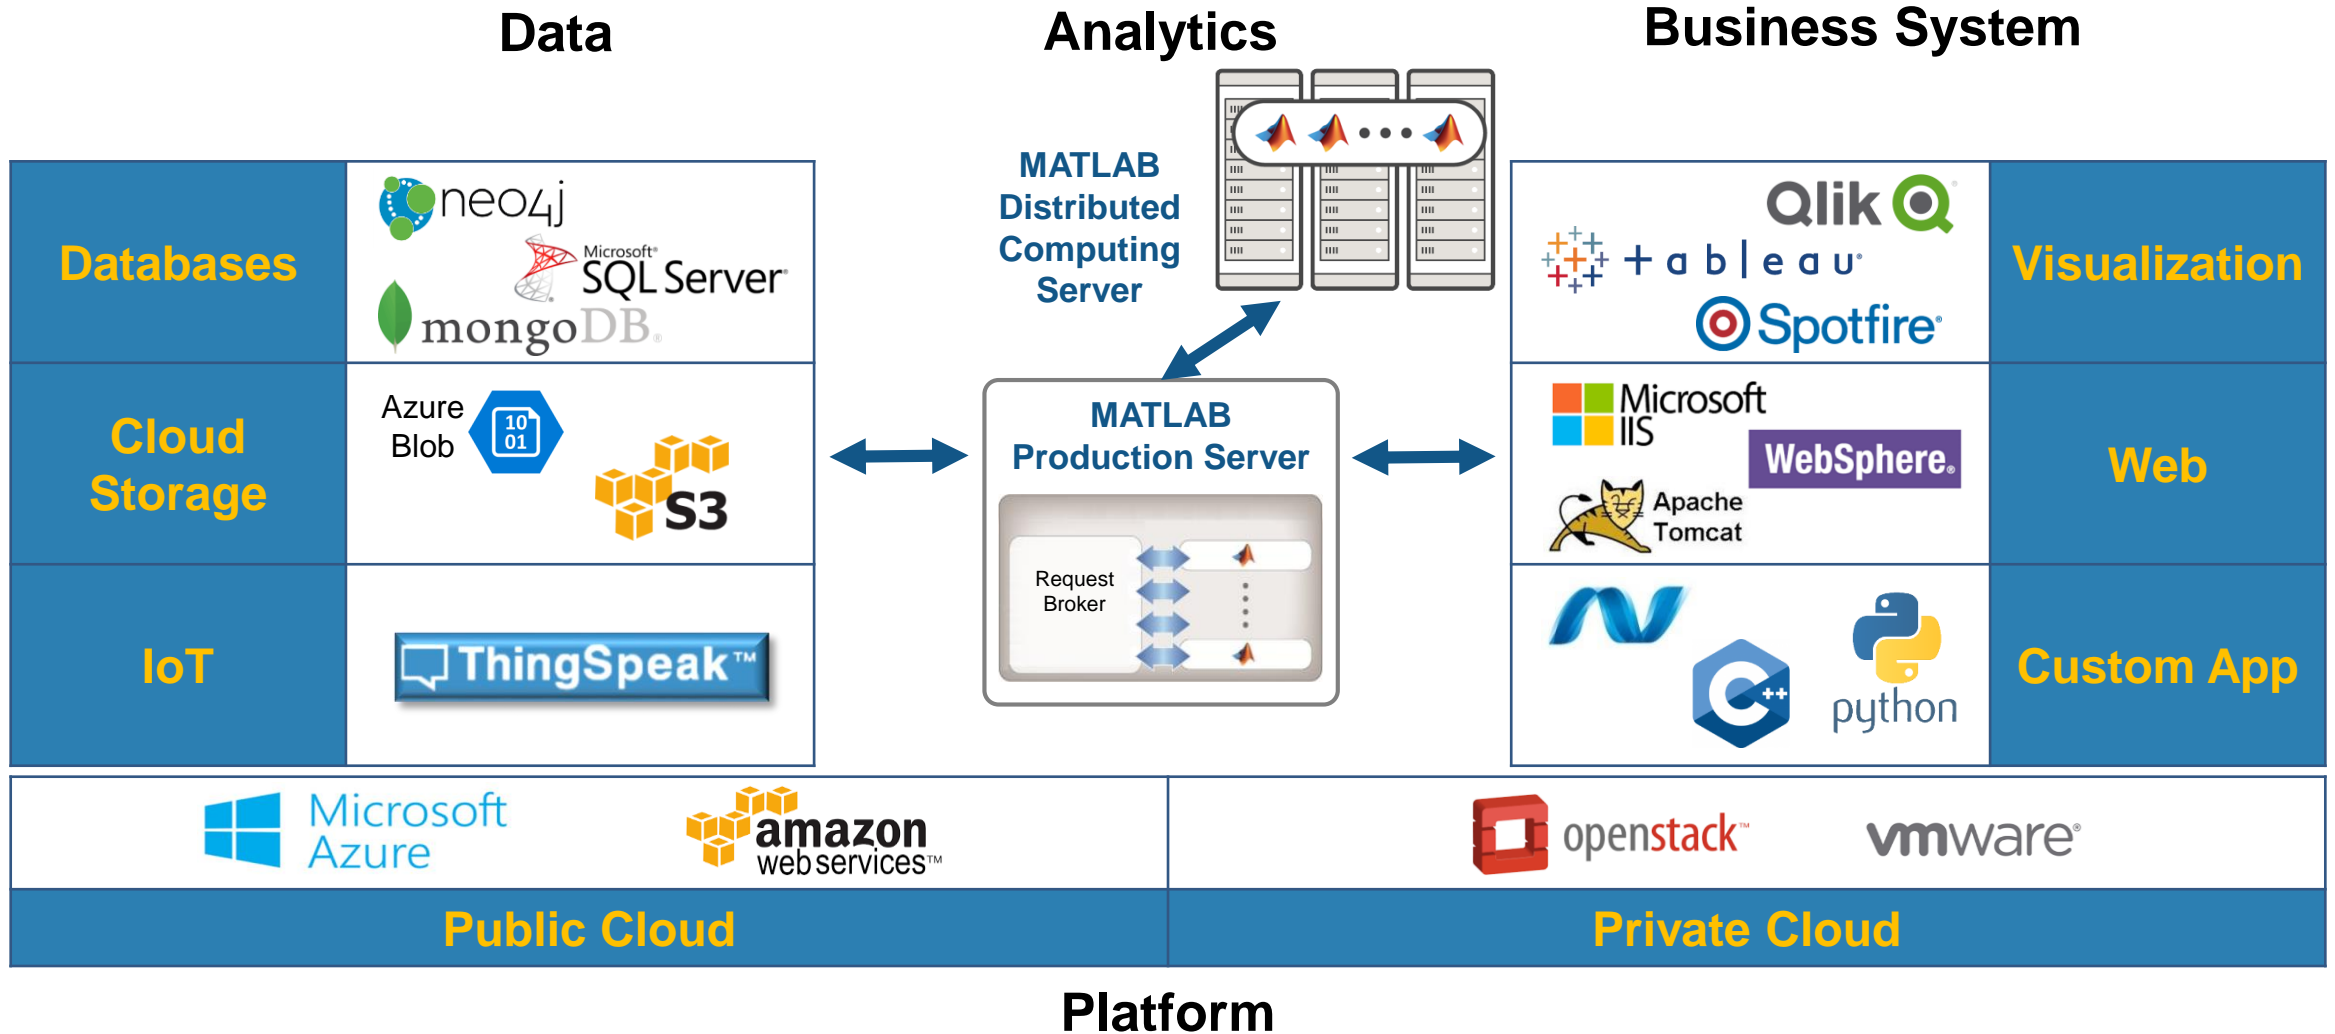 Data
Analytics
Business System
Databases
neo4j
Microsoft®
SQL Server®
mongoDB®
MATLAB
Distributed
Computing
Server
Qlik
+ableau®
Spotfire®
Visualization
Cloud
Storage
Azure
Blob
10
01
S3
MATLAB
Production Server
Request
Broker
Microsoft
IIS
WebSphere®
Apache
Tomcat
Web
IoT
ThingSpeak™
C++
python
Custom App
Microsoft
Azure
amazon
web services™
openstack™
vmware®
Public Cloud
Private Cloud
Platform